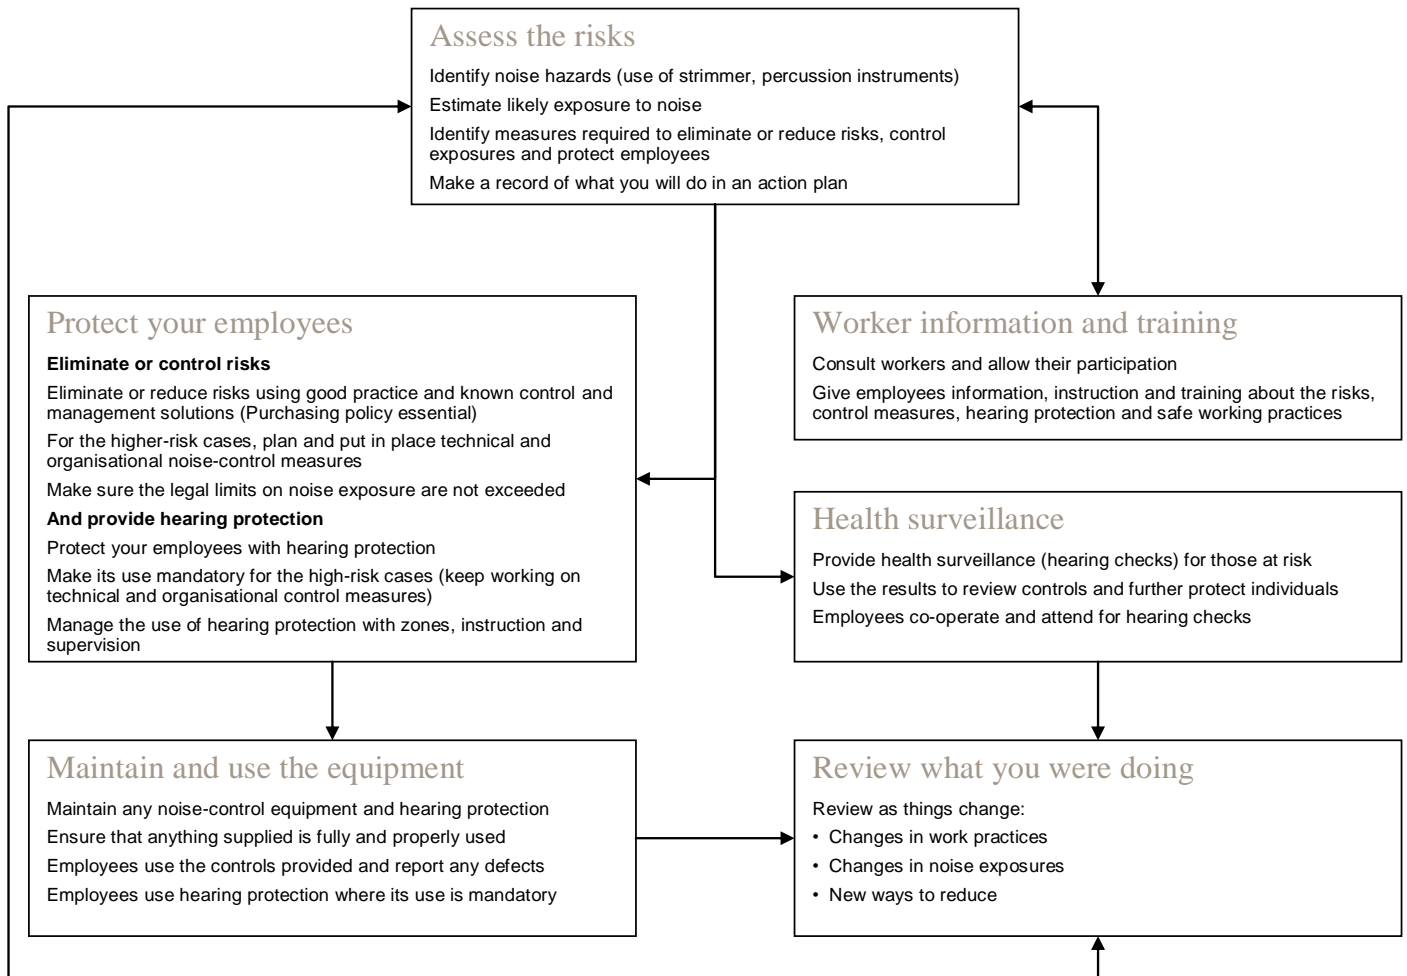 Assess the risks
Identify noise hazards (use of strimmer, percussion instruments)
Estimate likely exposure to noise
Identify measures required to eliminate or reduce risks, control
exposures and protect employees
Make a record of what you will do in an action plan
Protect your employees
Eliminate or control risks
Eliminate or reduce risks using good practice and known control and
management solutions (Purchasing policy essential)
For the higher-risk cases, plan and put in place technical and
organisational noise-control measures
Make sure the legal limits on noise exposure are not exceeded
And provide hearing protection
Protect your employees with hearing protection
Make its use mandatory for the high-risk cases (keep working on
technical and organisational control measures)
Manage the use of hearing protection with zones, instruction and
supervision
Worker information and training
Consult workers and allow their participation
Give employees information, instruction and training about the risks,
control measures, hearing protection and safe working practices
Health surveillance
Provide health surveillance (hearing checks) for those at risk
Use the results to review controls and further protect individuals
Employees co-operate and attend for hearing checks
Maintain and use the equipment
Maintain any noise-control equipment and hearing protection
Ensure that anything supplied is fully and properly used
Employees use the controls provided and report any defects
Employees use hearing protection where its use is mandatory
Review what you were doing
Review as things change:
• Changes in work practices
• Changes in noise exposures
• New ways to reduce